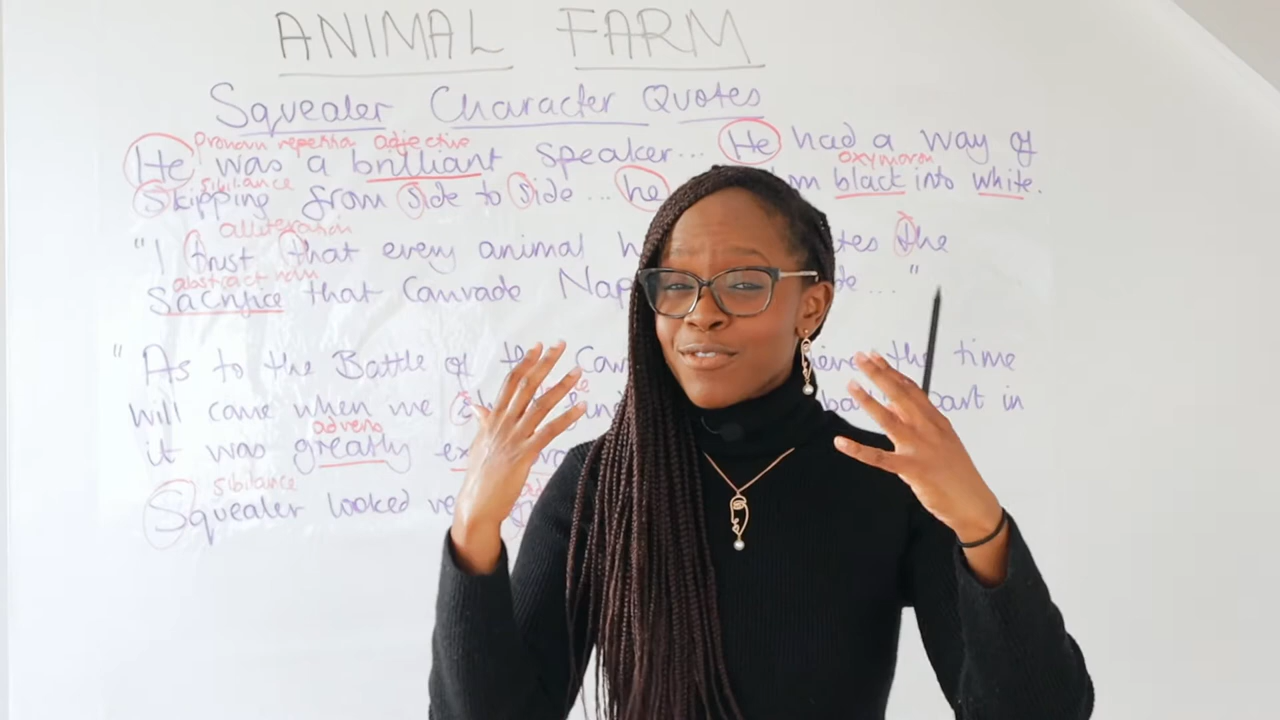 ANIMAL FARM
Squealer Character Quotes
pronoun adjective
He was a brilliant speaker... He had a way of
sibilance oxymoron
Skipping from side to side ... he black into white.
alliteration
"I trust that every animal the
abstract noun
Sacrifice that Comrade ... "
" As to the Battle of the time
will come when we part in
adverb
it was greatly
sibilance
Squealer looked